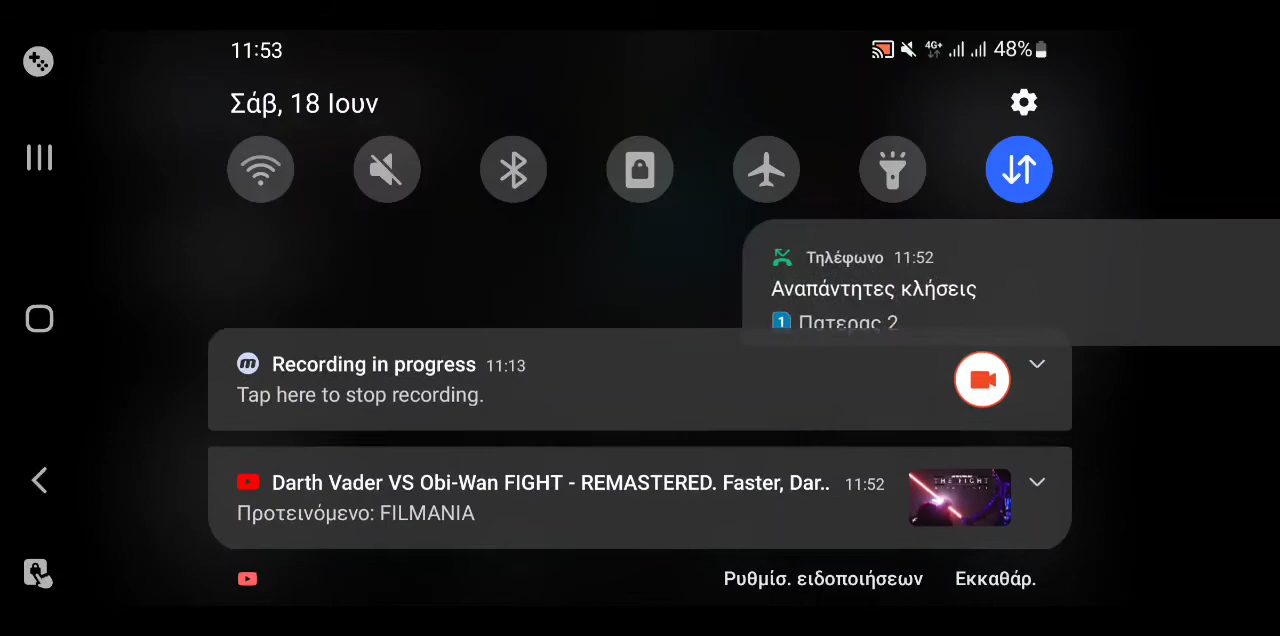 11:53
4G+ 48%
Σάβ, 18 Ιουν
Τηλέφωνο 11:52
Αναπάντητες κλήσεις
1 Πατερας 2
Recording in progress 11:13
Tap here to stop recording.
Darth Vader VS Obi-Wan FIGHT - REMASTERED. Faster, Dar.. 11:52
THE FIGHT
Προτεινόμενο: FILMANIA
Ρυθμίσ. ειδοποιήσεων Εκκαθάρ.